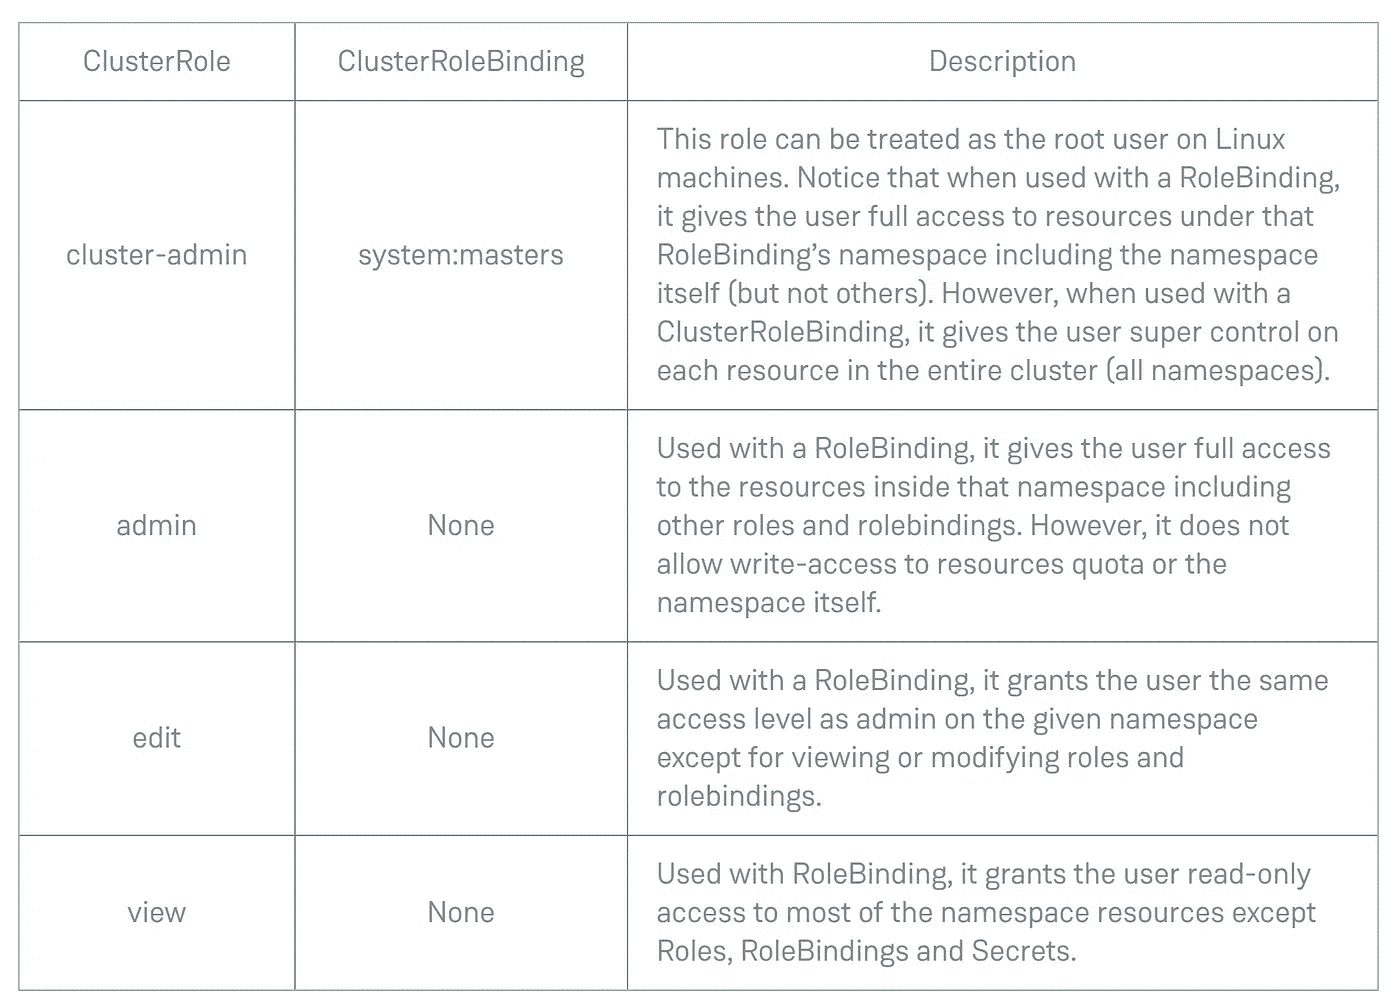 ClusterRole
ClusterRoleBinding
Description
cluster-admin
system:masters
This role can be treated as the root user on Linux
machines. Notice that when used with a RoleBinding,
it gives the user full access to resources under that
RoleBinding’s namespace including the namespace
itself (but not others). However, when used with a
ClusterRoleBinding, it gives the user super control on
each resource in the entire cluster (all namespaces).
admin
None
Used with a RoleBinding, it gives the user full access
to the resources inside that namespace including
other roles and rolebindings. However, it does not
allow write-access to resources quota or the
namespace itself.
edit
None
Used with a RoleBinding, it grants the user the same
access level as admin on the given namespace
except for viewing or modifying roles and
rolebindings.
view
None
Used with RoleBinding, it grants the user read-only
access to most of the namespace resources except
Roles, RoleBindings and Secrets.